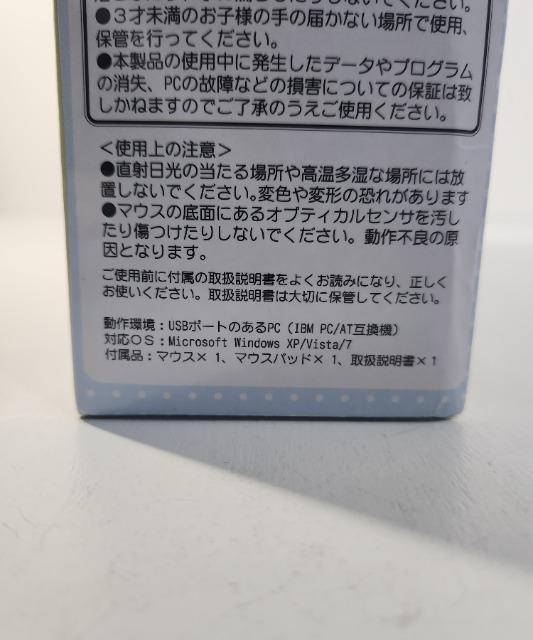 しないでください。
●３才未満のお子様の手の届かない場所で使用、
保管を行ってください。
●本製品の使用中に発生したデータやプログラム
の消失、PCの故障などの損害についての保証は致
しかねますのでご了承のうえご使用ください。
＜使用上の注意＞
●直射日光の当たる場所や高温多湿な場所には放
置しないでください。変色や変形の恐れがあります
●マウスの底面にあるオプティカルセンサを汚し
たり傷つけたりしないでください。動作不良の原
因となります。
ご使用前に付属の取扱説明書をよくお読みになり、正しく
お使いください。取扱説明書は大切に保管してください。
動作環境：USBポートのあるPC（IBM PC/AT互換機）
対応ＯＳ：Microsoft Windows XP/Vista/7
付属品：マウス×１、マウスパッド×１、取扱説明書×１